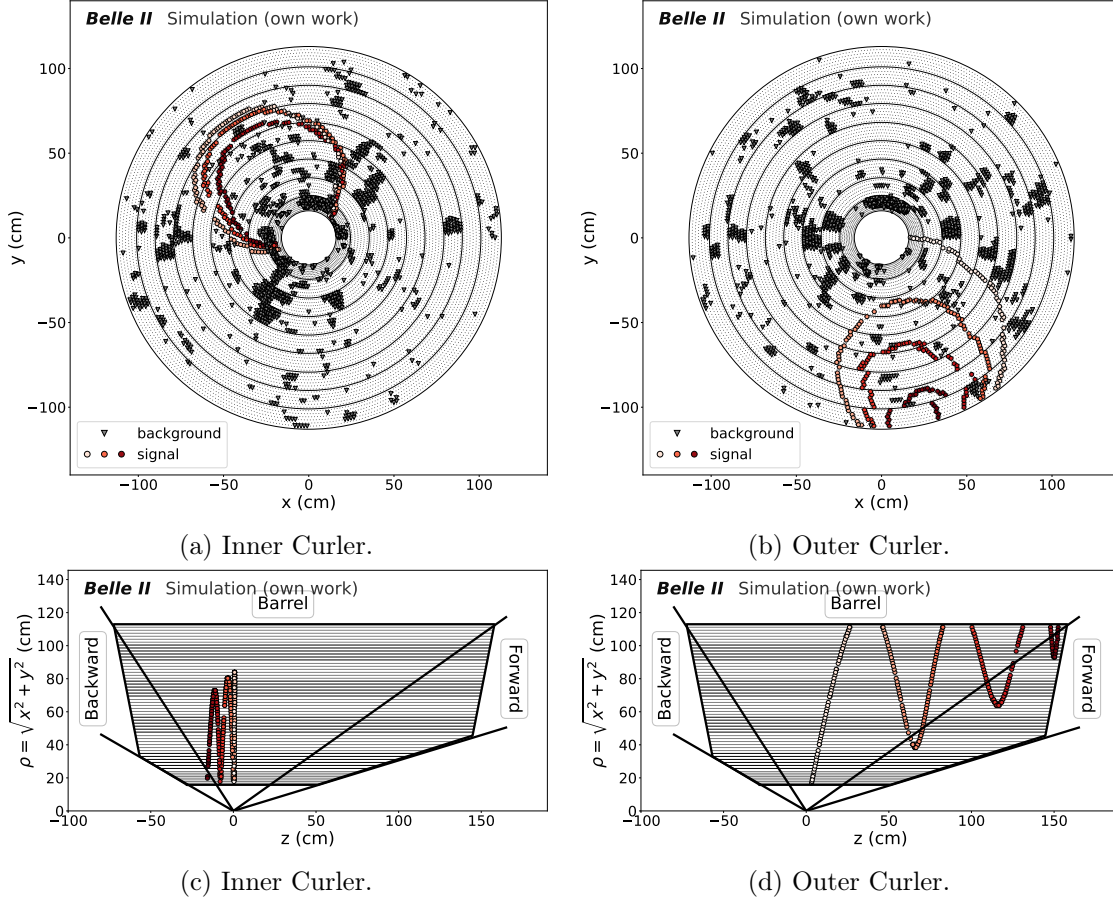 Belle II Simulation (own work)
100
50
0
−50
−100
y (cm)
background
signal
−100 −50 0 50 100
x (cm)
(a) Inner Curler.
Belle II Simulation (own work)
100
50
0
−50
−100
y (cm)
background
signal
−100 −50 0 50 100
x (cm)
(b) Outer Curler.
Belle II Simulation (own work)
Barrel
Backward
Forward
140
120
100
80
60
40
20
0
ρ = √x² + y² (cm)
−100 −50 0 50 100 150
z (cm)
(c) Inner Curler.
Belle II Simulation (own work)
Barrel
Backward
Forward
140
120
100
80
60
40
20
0
ρ = √x² + y² (cm)
−100 −50 0 50 100 150
z (cm)
(d) Outer Curler.